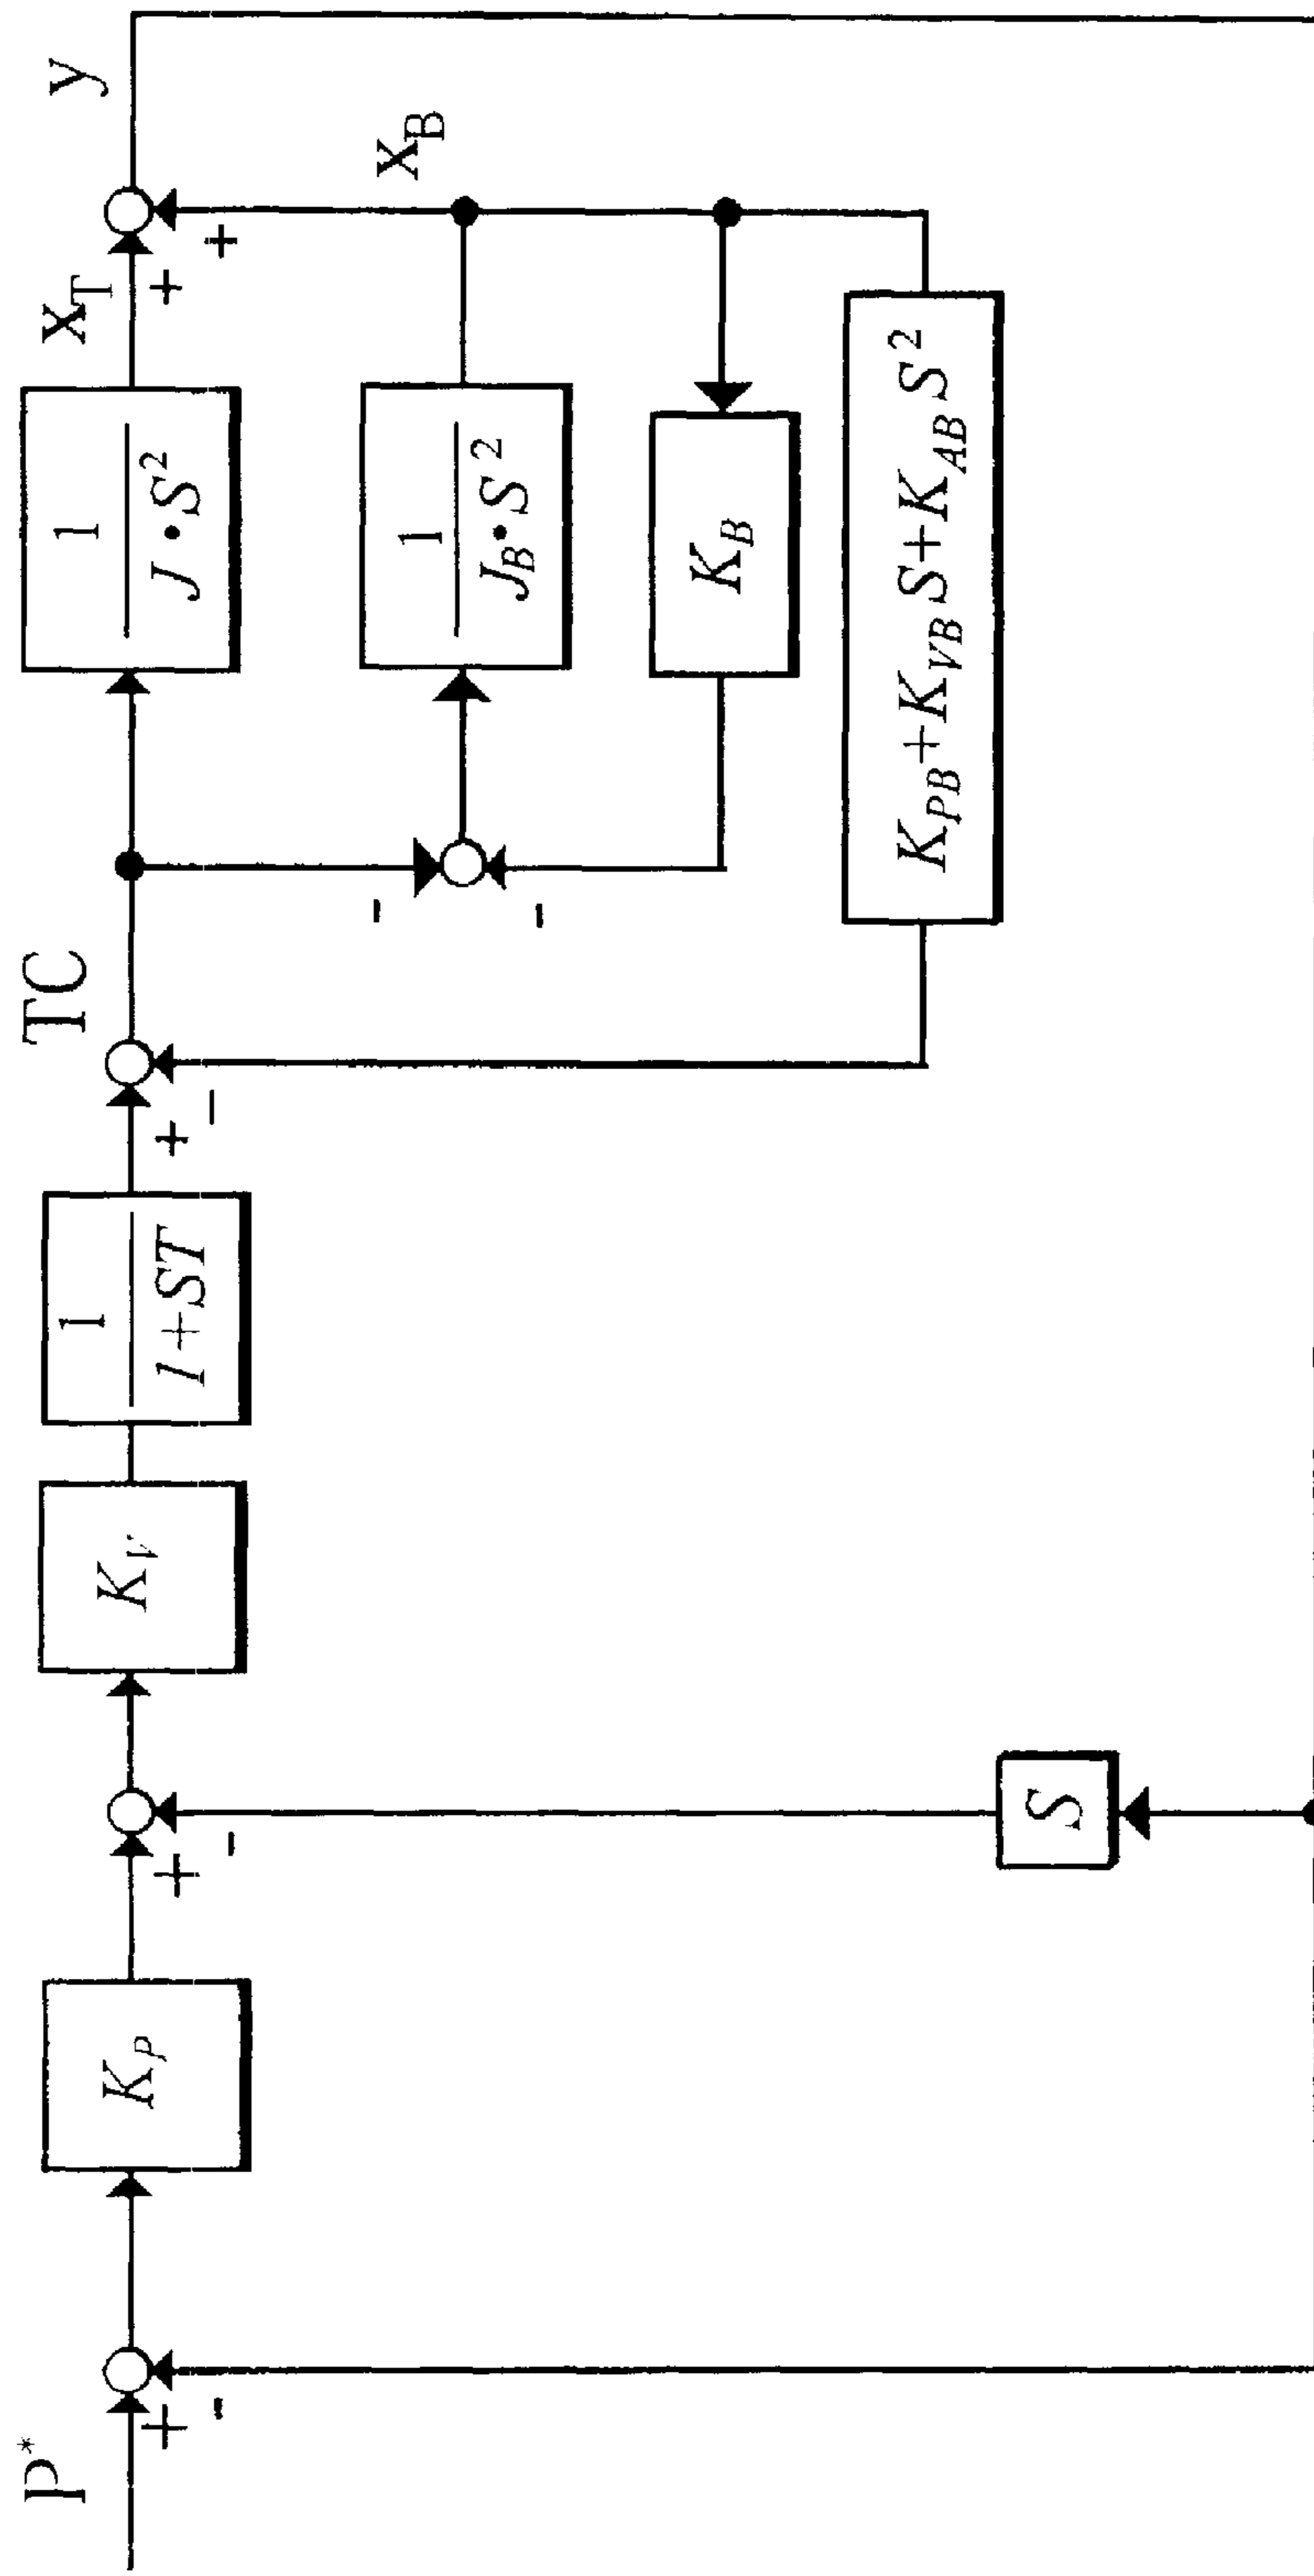 P*
+
-
K_P
+
-
K_V
1
1+ST
+
-
TC
1
J·S²
x_T
+
+
y
-
-
1
J_B·S²
x_B
K_B
K_PB+K_VB S+K_AB S²
S